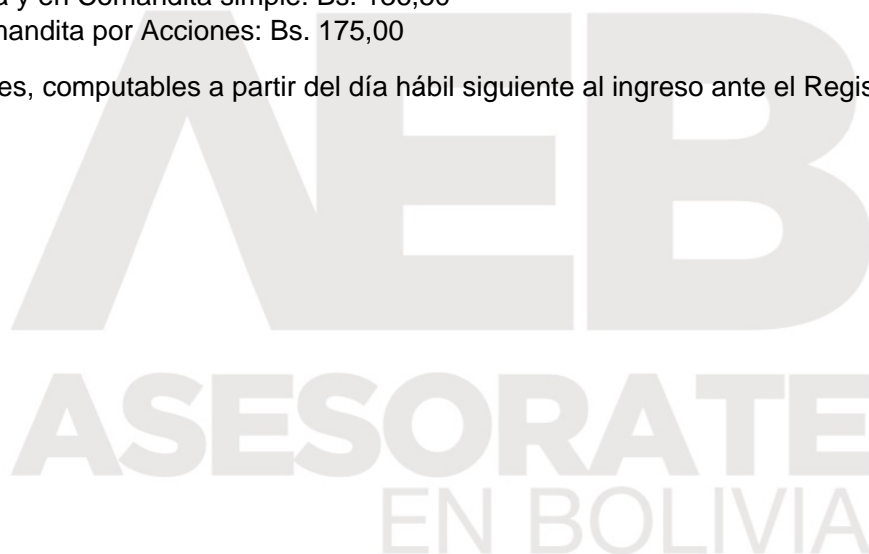 y en Comandita simple: Bs.
mandita por Acciones: Bs. 175,00
es, computables a partir del día hábil siguiente al ingreso ante el Regis
AEB
ASESORATE
EN BOLIVIA